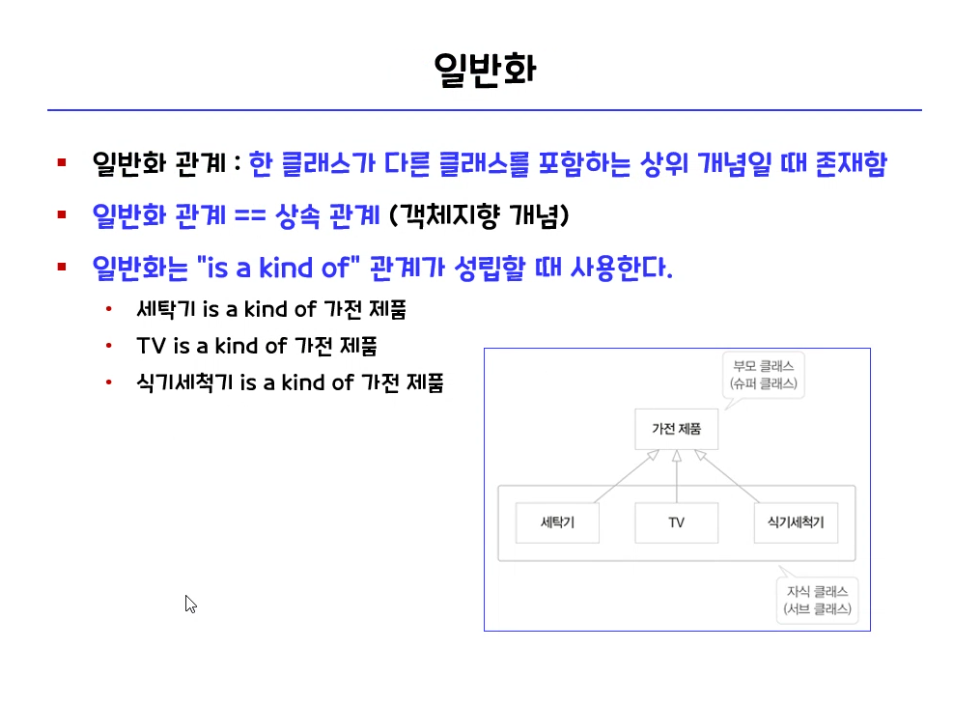 일반화
일반화 관계 : 한 클래스가 다른 클래스를 포함하는 상위 개념일 때 존재함
일반화 관계 == 상속 관계 (객체지향 개념)
일반화는 "is a kind of" 관계가 성립할 때 사용한다.
세탁기 is a kind of 가전 제품
TV is a kind of 가전 제품
식기세척기 is a kind of 가전 제품
부모 클래스
(슈퍼 클래스)
가전 제품
세탁기
TV
식기세척기
자식 클래스
(서브 클래스)